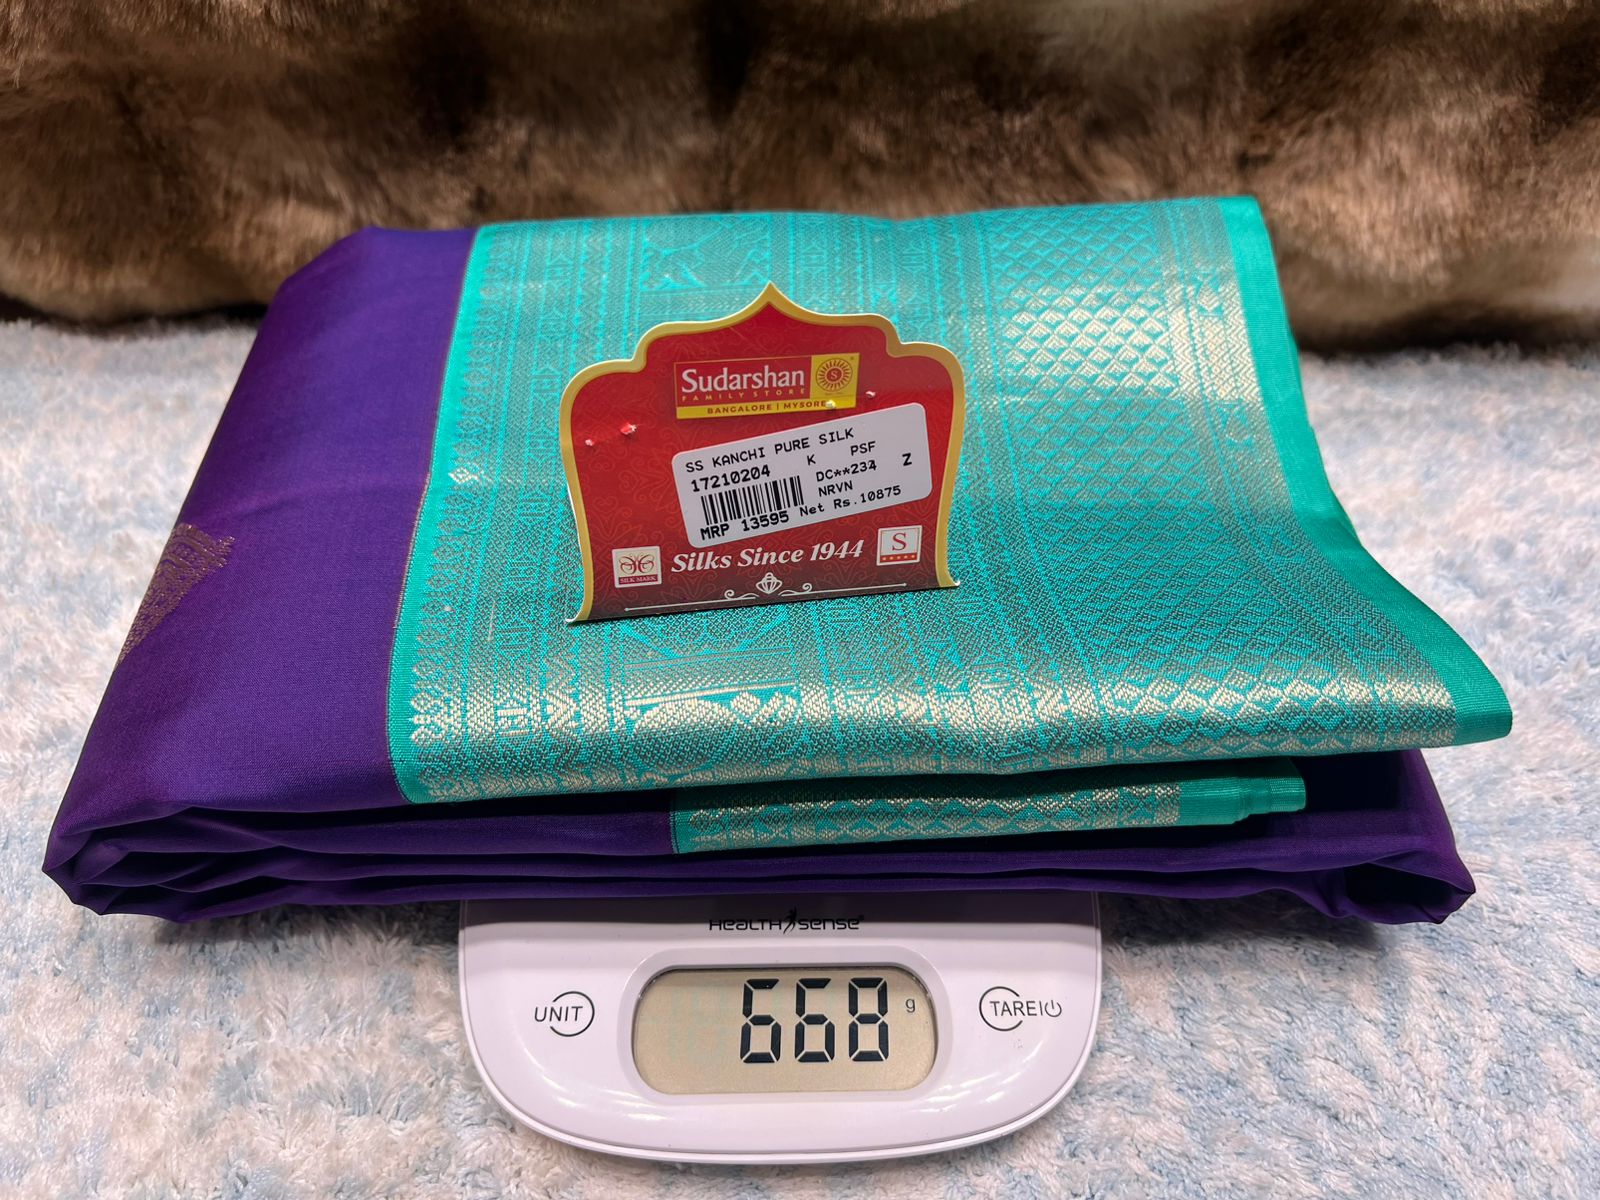 Sudarshan
FAMILY STORE
BANGALORE | MYSORE
S
SS KANCHI PURE SILK
17210204 K PSF
DC**234 Z
NRVN
MRP 13595 Net Rs.10875
SILK MARK
Silks Since 1944
S
HEALTH SENSE
UNIT
668 g
TARE